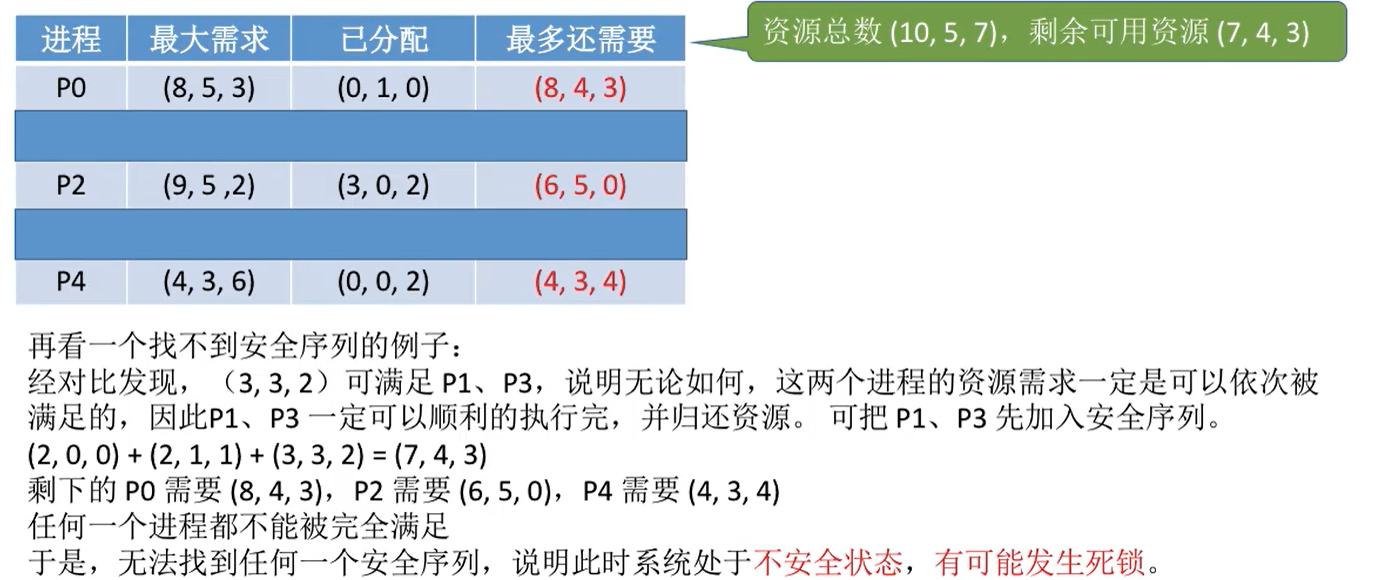 进程 最大需求 已分配 最多还需要
资源总数 (10, 5, 7)，剩余可用资源 (7, 4, 3)
P0 (8, 5, 3) (0, 1, 0) (8, 4, 3)
P2 (9, 5 ,2) (3, 0, 2) (6, 5, 0)
P4 (4, 3, 6) (0, 0, 2) (4, 3, 4)
再看一个找不到安全序列的例子：
经对比发现，（3, 3, 2）可满足 P1、P3，说明无论如何，这两个进程的资源需求一定是可以依次被
满足的，因此P1、P3 一定可以顺利的执行完，并归还资源。 可把 P1、P3 先加入安全序列。
(2, 0, 0) + (2, 1, 1) + (3, 3, 2) = (7, 4, 3)
剩下的 P0 需要 (8, 4, 3)，P2 需要 (6, 5, 0)，P4 需要 (4, 3, 4)
任何一个进程都不能被完全满足
于是，无法找到任何一个安全序列，说明此时系统处于不安全状态，有可能发生死锁。